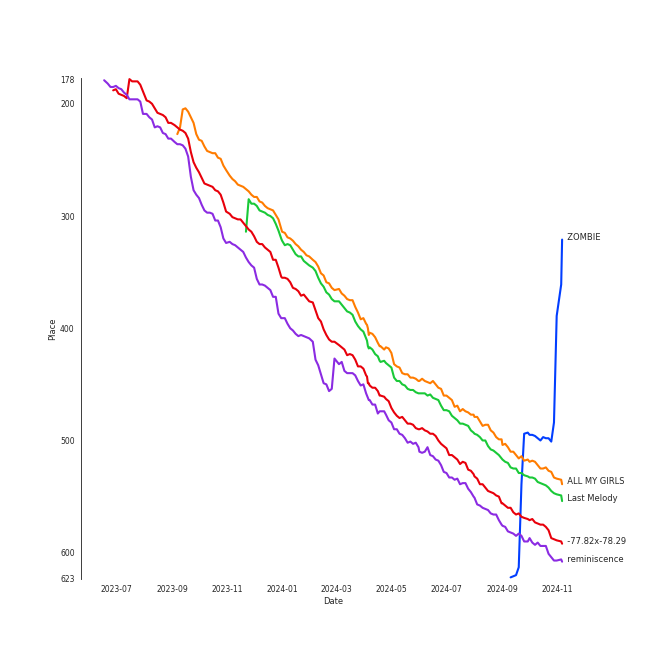 178
200
300
400
500
600
623
Place
2023-07
2023-09
2023-11
2024-01
2024-03
2024-05
2024-07
2024-09
2024-11
Date
ZOMBIE
ALL MY GIRLS
Last Melody
-77.82x-78.29
reminiscence